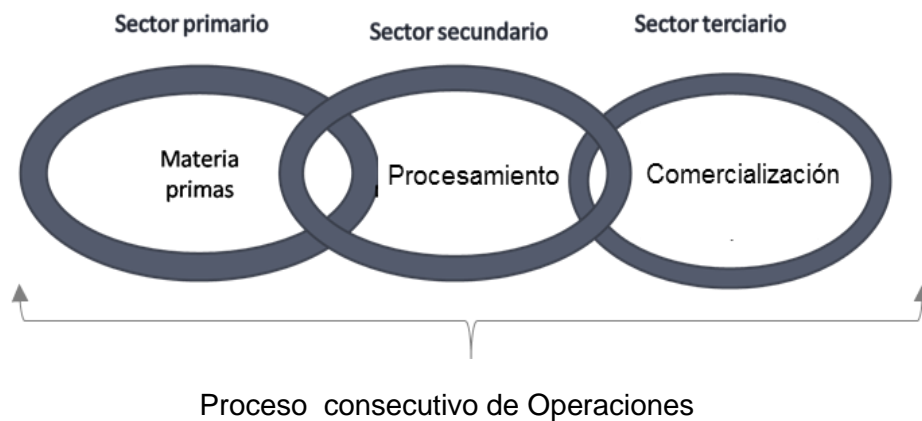 Sector primario
Sector secundario
Sector terciario
Materia
primas
Procesamiento
Comercialización
Proceso consecutivo de Operaciones